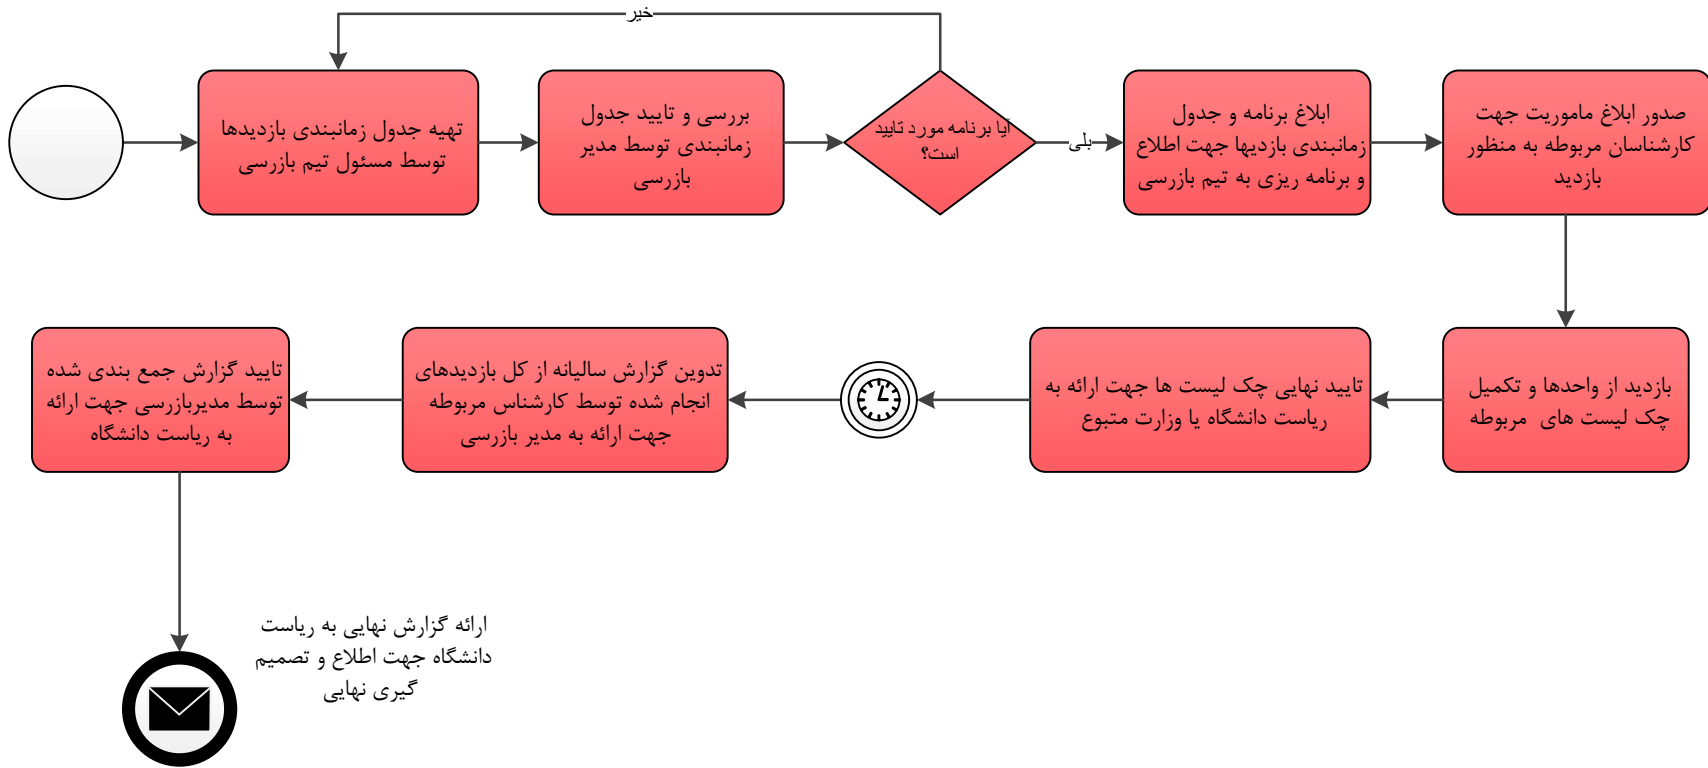 خیر
تهیه جدول زمانبندی بازدیدها
توسط مسئول تیم بازرسی
بررسی و تایید جدول
زمانبندی توسط مدیر
بازرسی
آیا برنامه مورد تایید
است؟
بلی
ابلاغ برنامه و جدول
زمانبندی بازدیها جهت اطلاع
و برنامه ریزی به تیم بازرسی
صدور ابلاغ ماموریت جهت
کارشناسان مربوطه به منظور
بازدید
بازدید از واحدها و تکمیل
چک لیست های مربوطه
تایید نهایی چک لیست ها جهت ارائه به
ریاست دانشگاه یا وزارت متبوع
تدوین گزارش سالیانه از کل بازدیدهای
انجام شده توسط کارشناس مربوطه
جهت ارائه به مدیر بازرسی
تایید گزارش جمع بندی شده
توسط مدیربازرسی جهت ارائه
به ریاست دانشگاه
ارائه گزارش نهایی به ریاست
دانشگاه جهت اطلاع و تصمیم
گیری نهایی